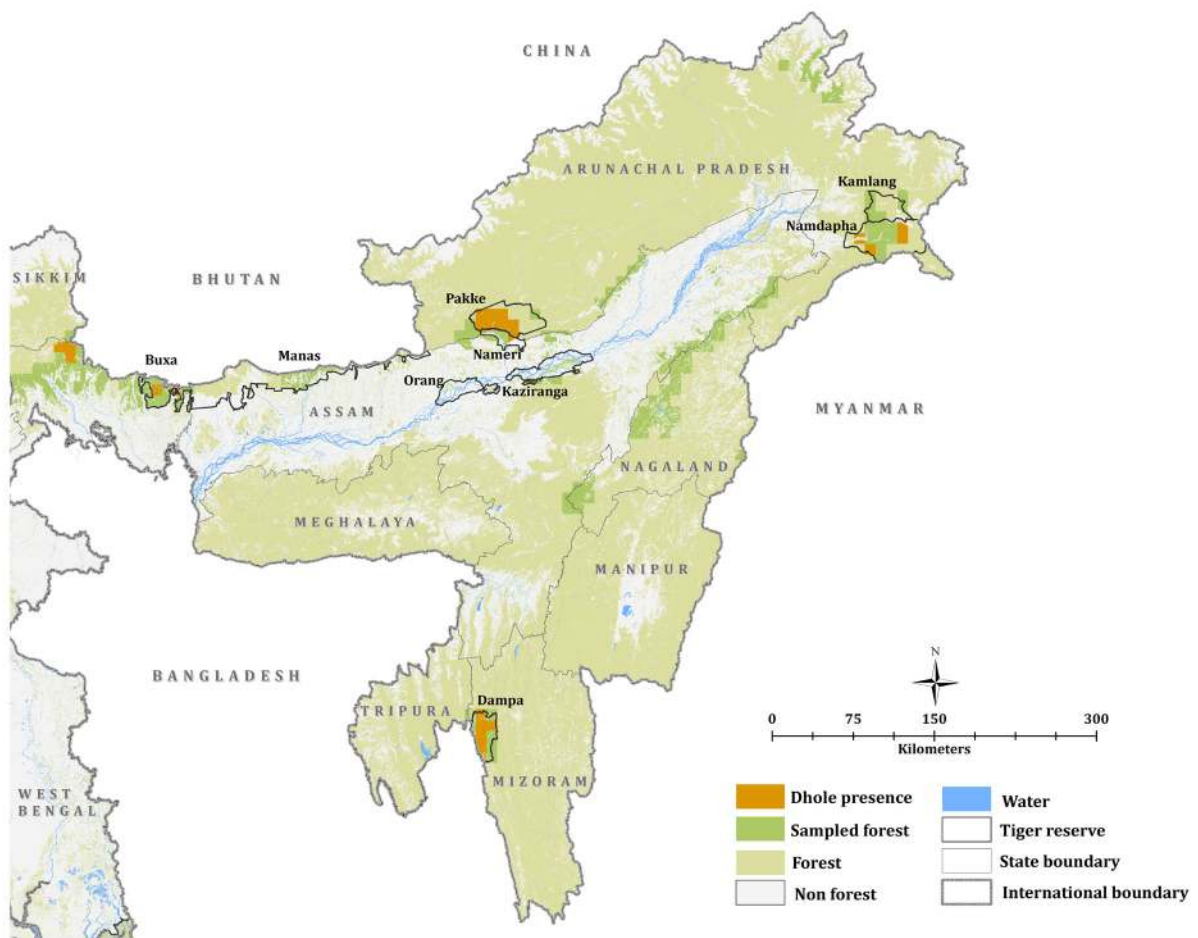 CHINA
ARUNACHAL PRADESH
Kamlang
Namdapha
SIKKIM
BHUTAN
Pakke
Buxa
Manas
Nameri
Orang
Kaziranga
ASSAM
MYANMAR
NAGALAND
MEGHALAYA
MANIPUR
BANGLADESH
N
Dampa
TRIPURA
0 75 150 300
Kilometers
MIZORAM
WEST
BENGAL
Dhole presence
Water
Sampled forest
Tiger reserve
Forest
State boundary
Non forest
International boundary